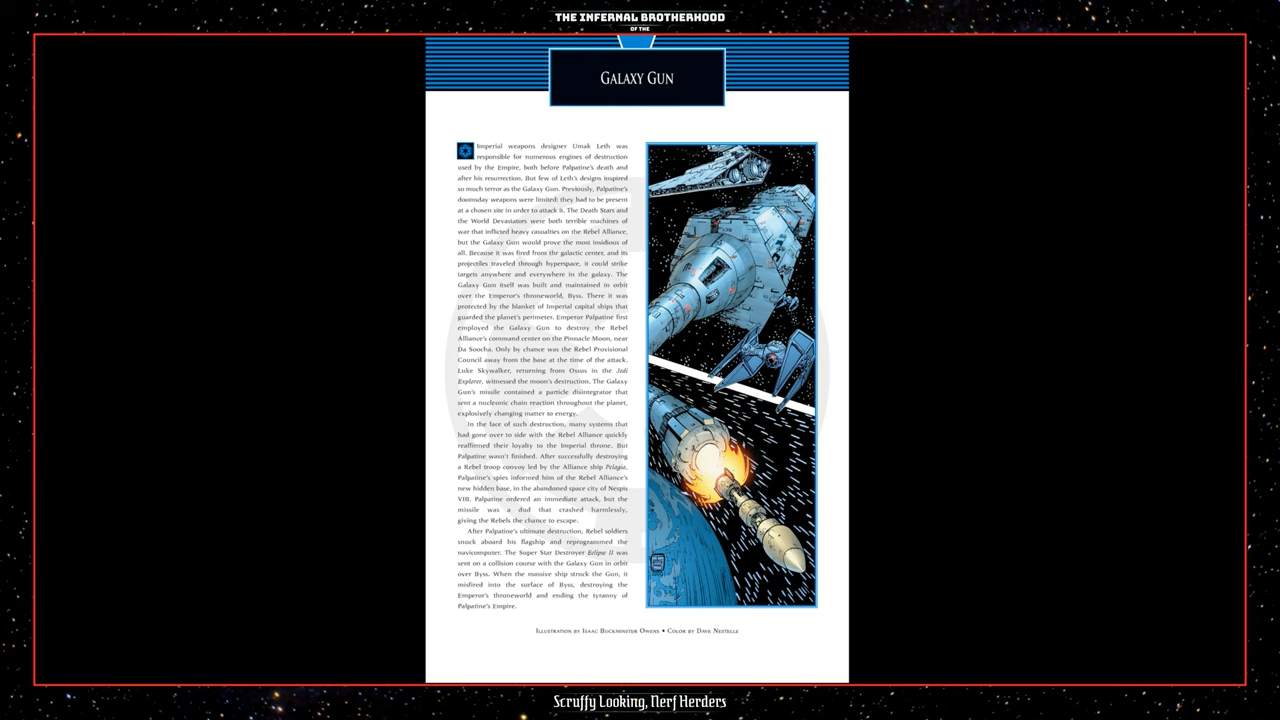 THE INFERNAL BROTHERHOOD
OF THE
GALAXY GUN
Imperial weapons designer Umak Leth was
responsible for numerous engines of destruction
used by the Empire, both before Palpatine's death and
after his resurrection. But few of Leth's designs inspired
so much terror as the Galaxy Gun. Previously, Palpatine's
doomsday weapons were limited: they had to be present
at a chosen site in order to attack it. The Death Stars and
the World Devastators were both terrible machines of
war that inflicted heavy casualties on the Rebel Alliance,
but the Galaxy Gun would prove the most insidious of
all. Because it was fired from the galactic center, and its
projectiles traveled through hyperspace, it could strike
targets anywhere and everywhere in the galaxy. The
Galaxy Gun itself was built and maintained in orbit
over the Emperor's throneworld, Byss. There it was
protected by the blanket of Imperial capital ships that
guarded the planet's perimeter. Emperor Palpatine first
employed the Galaxy Gun to destroy the Rebel
Alliance's command center on the Pinnacle Moon, near
Da Soocha. Only by chance was the Rebel Provisional
Council away from the base at the time of the attack.
Luke Skywalker, returning from Ossus in the Jedi
Explorer, witnessed the moon's destruction. The Galaxy
Gun's missile contained a particle disintegrator that
sent a nucleonic chain reaction throughout the planet,
explosively changing matter to energy.
In the face of such destruction, many systems that
had gone over to side with the Rebel Alliance quickly
reaffirmed their loyalty to the Imperial throne. But
Palpatine wasn't finished. After successfully destroying
a Rebel troop convoy led by the Alliance ship Pelagia,
Palpatine's spies informed him of the Rebel Alliance's
new hidden base, in the abandoned space city of Nespis
VIII. Palpatine ordered an immediate attack, but the
missile was a dud that crashed harmlessly,
giving the Rebels the chance to escape.
After Palpatine's ultimate destruction, Rebel soldiers
snuck aboard his flagship and reprogrammed the
navicomputer. The Super Star Destroyer Eclipse II was
sent on a collision course with the Galaxy Gun in orbit
over Byss. When the massive ship struck the Gun, it
misfired into the surface of Byss, destroying the
Emperor's throneworld and ending the tyranny of
Palpatine's Empire.
ILLUSTRATION BY ISAAC BUCKMINSTER OWENS • COLOR BY DAVE NESTELLE
Scruffy Looking, Nerf Herders